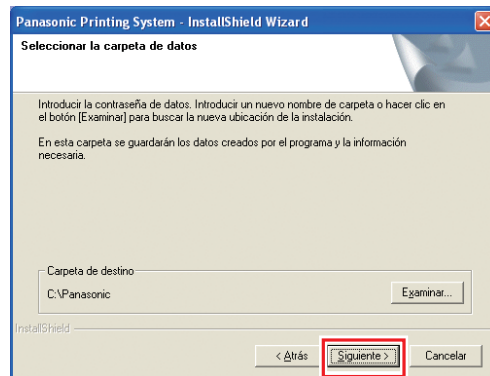 Panasonic Printing System - InstallShield Wizard
Seleccionar la carpeta de datos
Introducir la contraseña de datos. Introducir un nuevo nombre de carpeta o hacer clic en
el botón [Examinar] para buscar la nueva ubicación de la instalación.
En esta carpeta se guardarán los datos creados por el programa y la información
necesaria.
Carpeta de destino
C:\Panasonic
Examinar...
InstallShield
< Atrás
Siguiente >
Cancelar